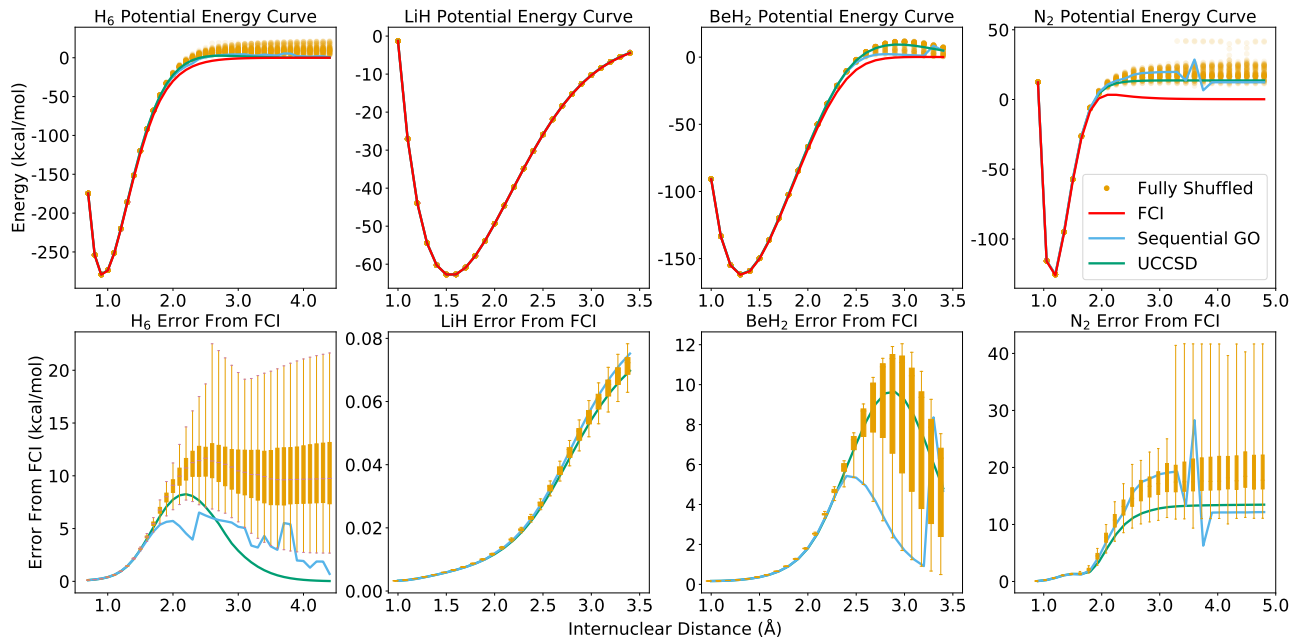 H₆ Potential Energy Curve
LiH Potential Energy Curve
BeH₂ Potential Energy Curve
N₂ Potential Energy Curve
Energy (kcal/mol)
0
-50
-100
-150
-200
-250
1.0 2.0 3.0 4.0
0
-10
-20
-30
-40
-50
-60
1.0 1.5 2.0 2.5 3.0 3.5
0
-50
-100
-150
1.0 1.5 2.0 2.5 3.0 3.5
50
0
-50
-100
1.0 2.0 3.0 4.0 5.0
Fully Shuffled
FCI
Sequential GO
UCCSD
H₆ Error From FCI
LiH Error From FCI
BeH₂ Error From FCI
N₂ Error From FCI
Error From FCI (kcal/mol)
20
15
10
5
0
1.0 2.0 3.0 4.0
0.08
0.06
0.04
0.02
0.00
1.0 1.5 2.0 2.5 3.0 3.5
12
10
8
6
4
2
0
1.0 1.5 2.0 2.5 3.0 3.5
40
30
20
10
0
1.0 2.0 3.0 4.0 5.0
Internuclear Distance (Å)